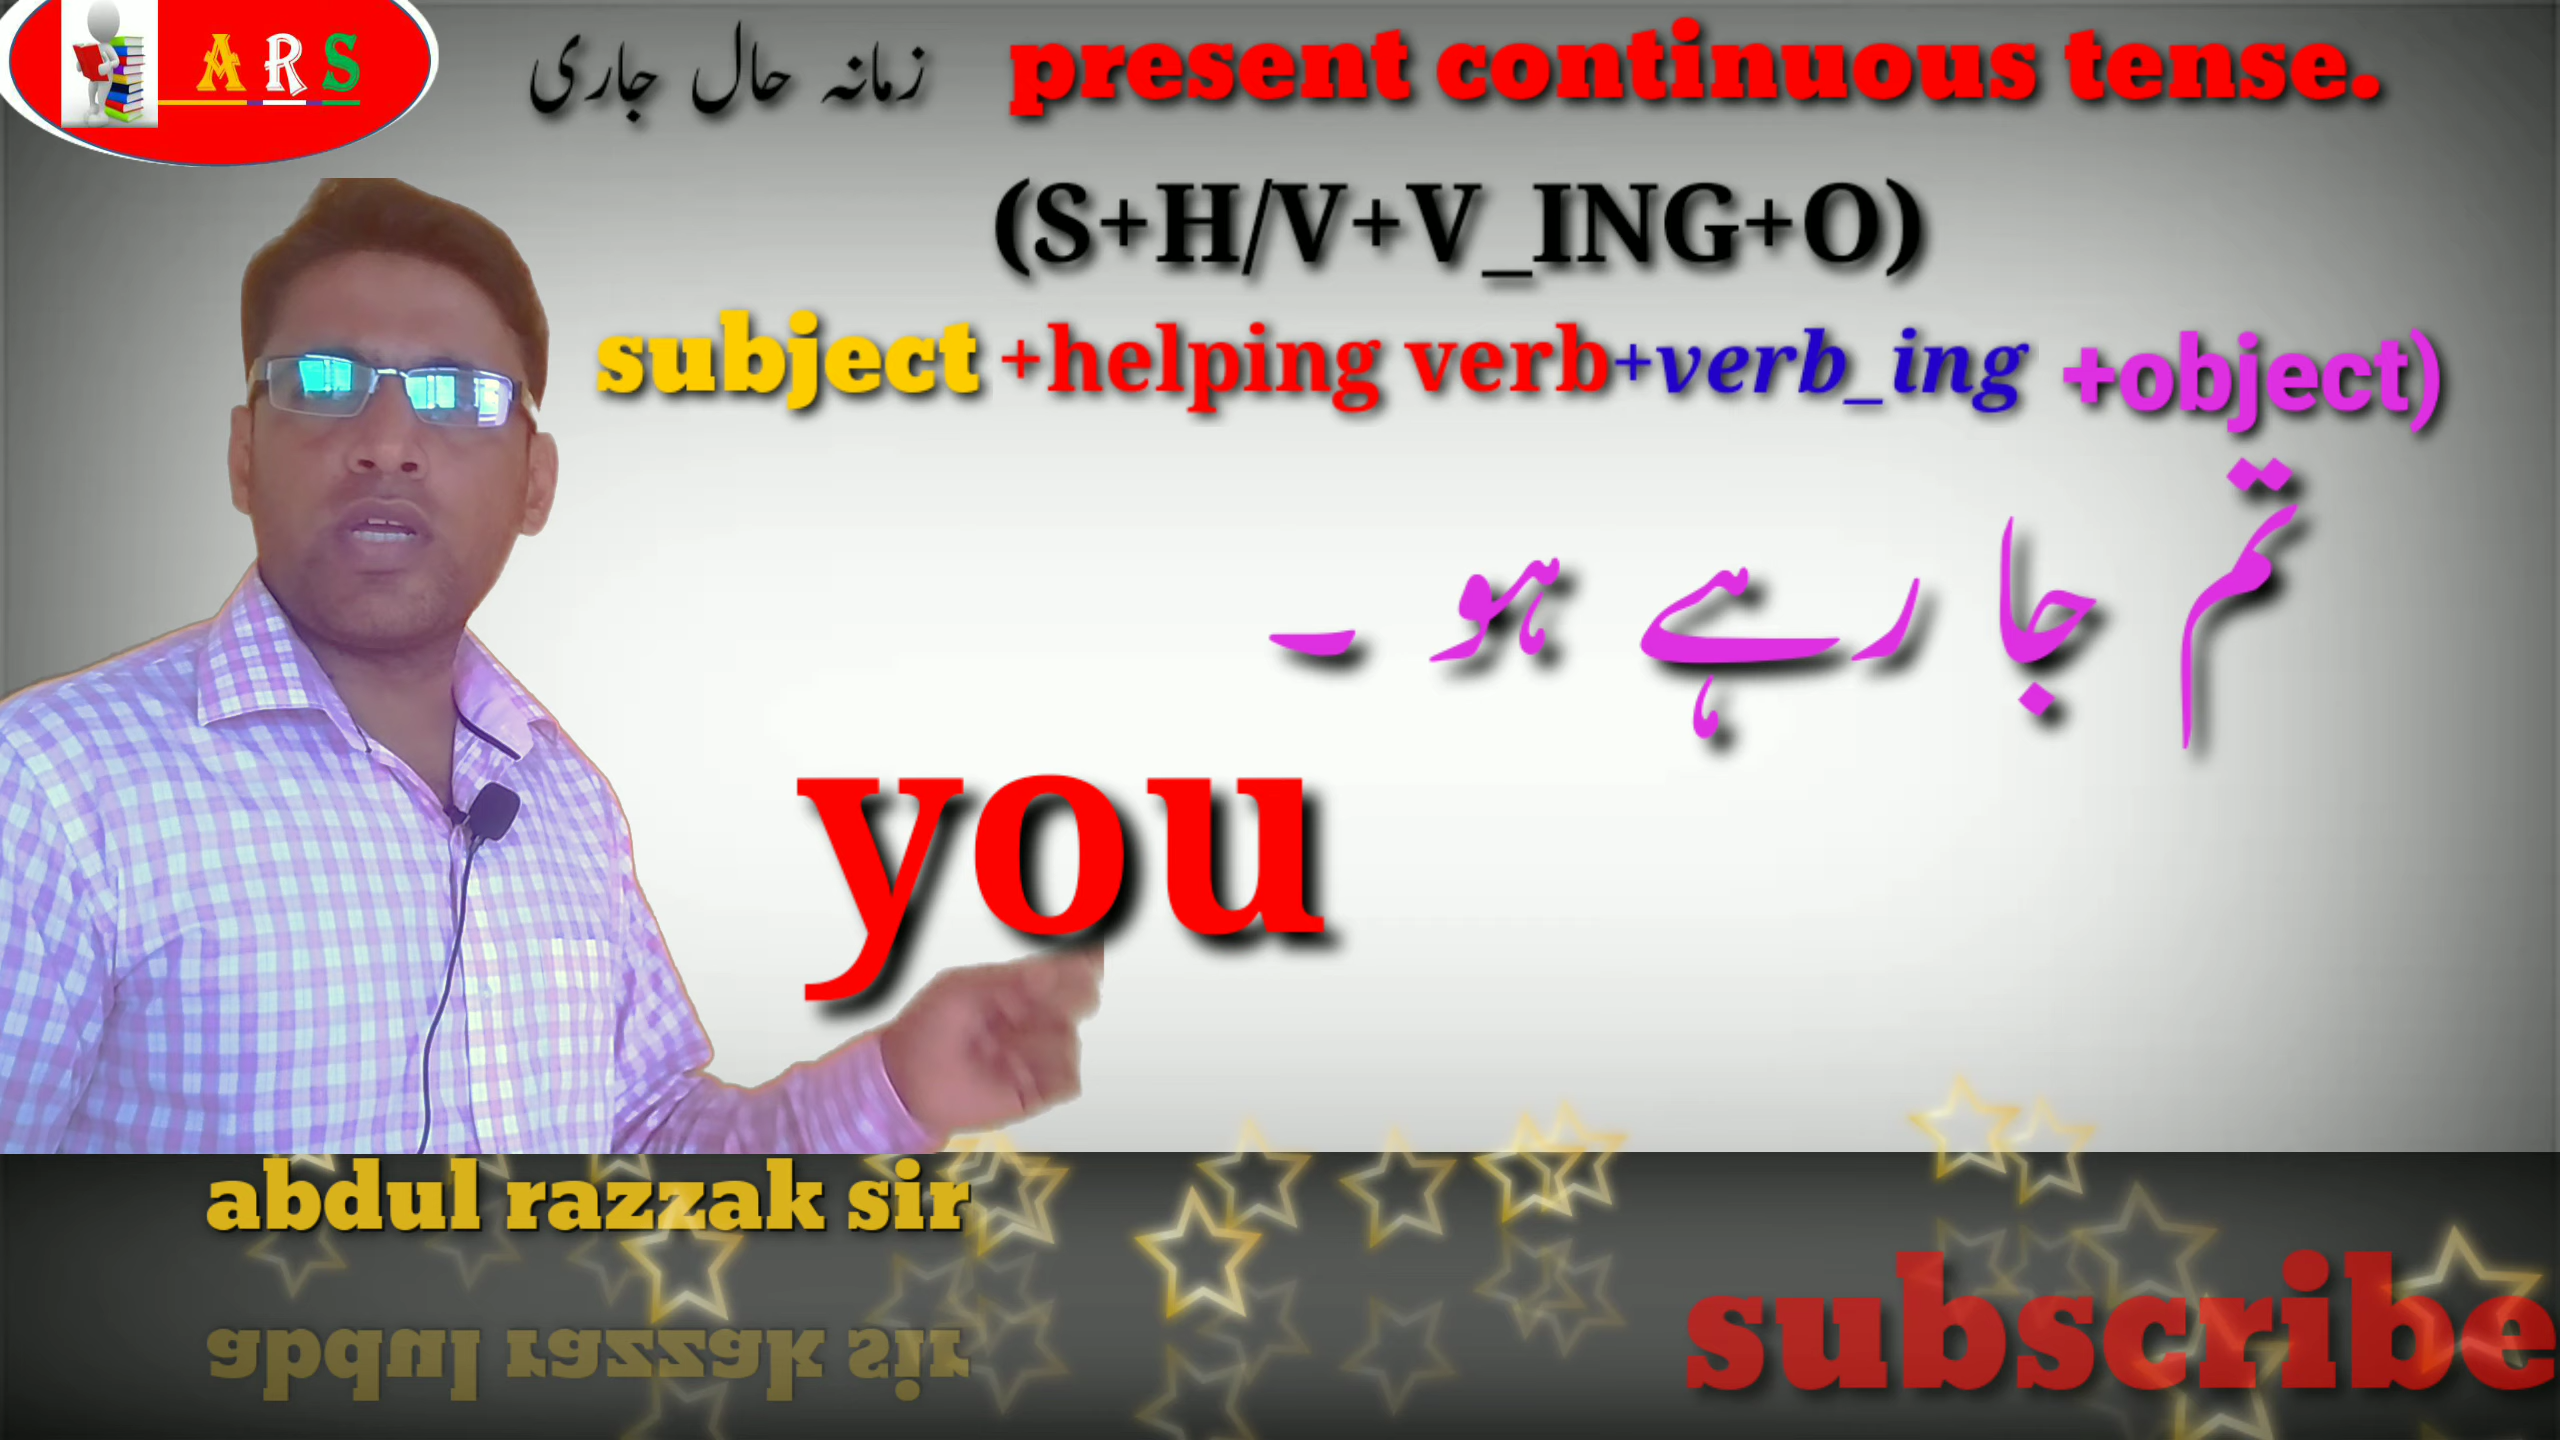 ARS
زمانہ حال جاری present continuous tense.
(S+H/V+V_ING+O)
subject +helping verb+verb_ing +object)
تم جا رہے ہو ۔
you
abdul razzak sir
abdul razzak sir
subscribe